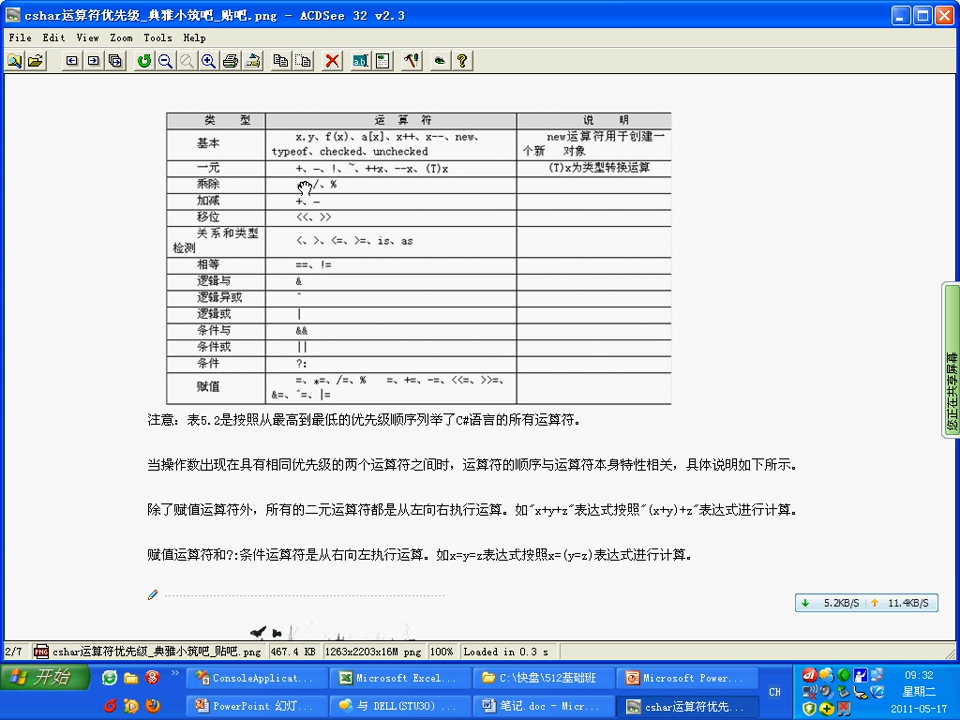 cshar运算符优先级_典雅小筑吧_贴吧.png - ACDSee 32 v2.3
File Edit View Zoom Tools Help
类 型 运 算 符 说 明
基本 x.y、f(x)、a[x]、x++、x--、new、typeof、checked、unchecked new运算符用于创建一个新 对象
一元 +、—、!、~、++x、--x、(T)x (T)x为类型转换运算
乘除 /、%
加减 +、—
移位 <<、>>
关系和类型检测 <、>、<=、>=、is、as
相等 ==、!=
逻辑与 &
逻辑异或 ^
逻辑或 |
条件与 &&
条件或 ||
条件 ?:
赋值 =、*=、/=、% =、+=、-=、<<=、>>=、&=、^=、|=
注意：表5.2是按照从最高到最低的优先级顺序列举了C#语言的所有运算符。
当操作数出现在具有相同优先级的两个运算符之间时，运算符的顺序与运算符本身特性相关，具体说明如下所示。
除了赋值运算符外，所有的二元运算符都是从左向右执行运算。如"x+y+z"表达式按照"(x+y)+z"表达式进行计算。
赋值运算符和?:条件运算符是从右向左执行运算。如x=y=z表达式按照x=(y=z)表达式进行计算。
您正在共享屏幕
5.2KB/S 11.4KB/S
2/7 cshar运算符优先级_典雅小筑吧_贴吧.png 467.4 KB 1263x2203x16M png 100% Loaded in 0.3 s
开始 ConsoleApplicat... Microsoft Excel... C:\快盘\512基础班 Microsoft Power... CH 09:32
星期二
PowerPoint 幻灯... 与 DELL(STU30) ... 笔记.doc - Micr... cshar运算符优先... 2011-05-17